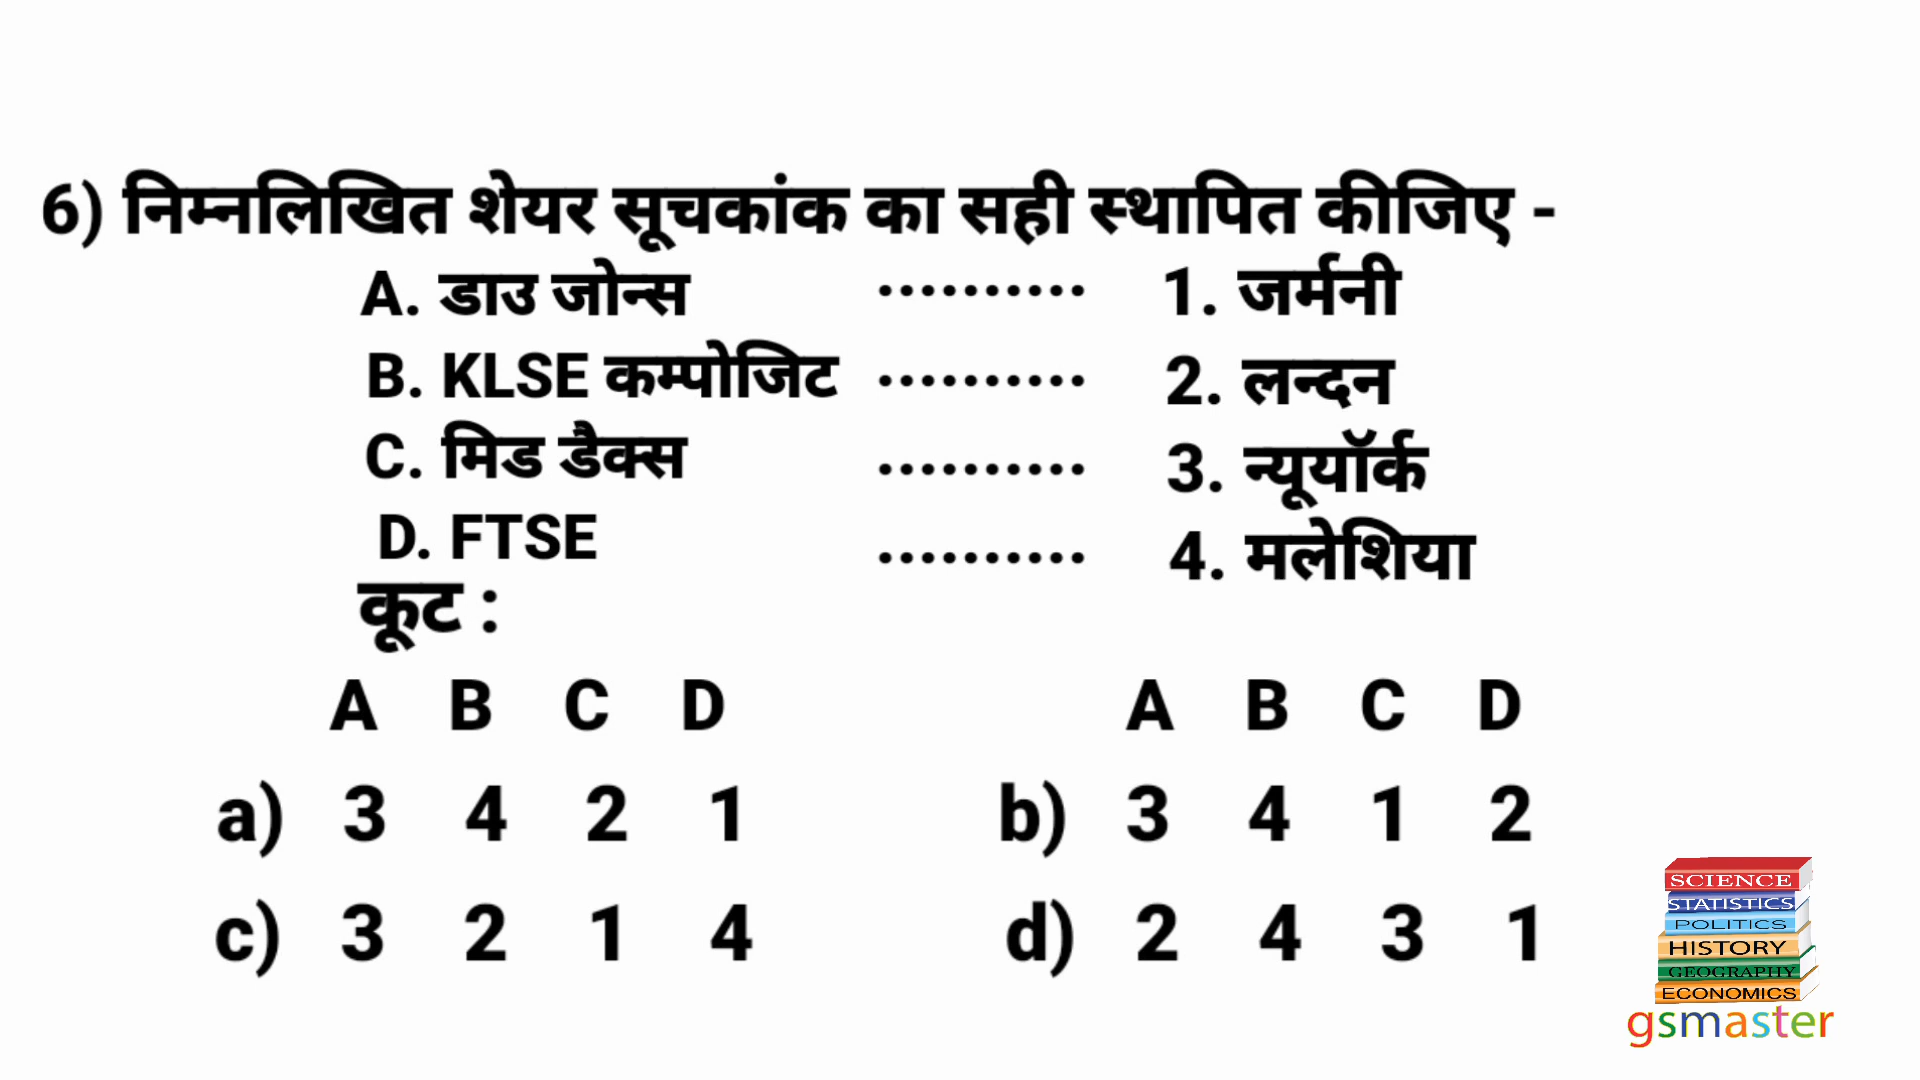 6) निम्नलिखित शेयर सूचकांक का सही स्थापित कीजिए -
A. डाउ जोन्स .......... 1. जर्मनी
B. KLSE कम्पोजिट .......... 2. लन्दन
C. मिड डैक्स .......... 3. न्यूयॉर्क
D. FTSE .......... 4. मलेशिया
कूट :
A B C D A B C D
a) 3 4 2 1 b) 3 4 1 2
c) 3 2 1 4 d) 2 4 3 1
SCIENCE
STATISTICS
POLITICS
HISTORY
GEOGRAPHY
ECONOMICS
gsmaster